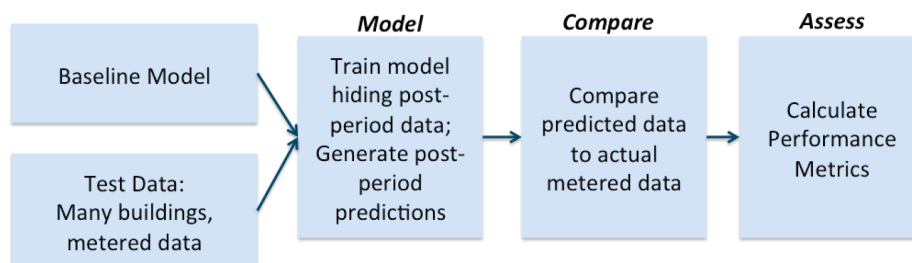 Model
Compare
Assess
Baseline Model
Test Data:
Many buildings,
metered data
Train model
hiding post-
period data;
Generate post-
period
predictions
Compare
predicted data
to actual
metered data
Calculate
Performance
Metrics